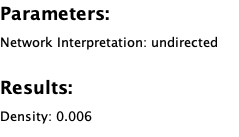 Parameters:
Network Interpretation: undirected
Results:
Density: 0.006